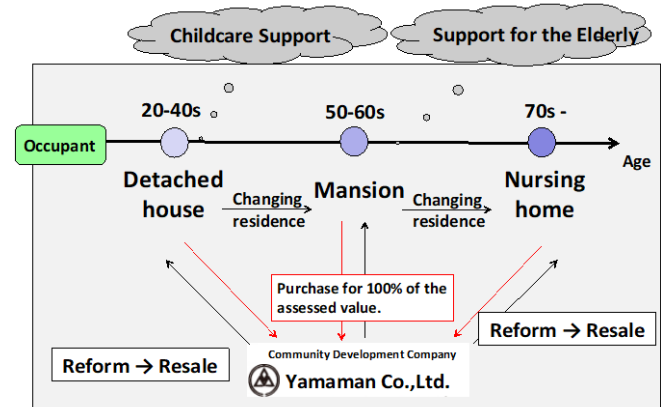 Childcare Support
Support for the Elderly
20-40s
50-60s
70s -
Occupant
Age
Detached
house
Changing
residence
Mansion
Changing
residence
Nursing
home
Purchase for 100% of the
assessed value.
Reform → Resale
Community Development Company
Yamaman Co.,Ltd.
Reform → Resale